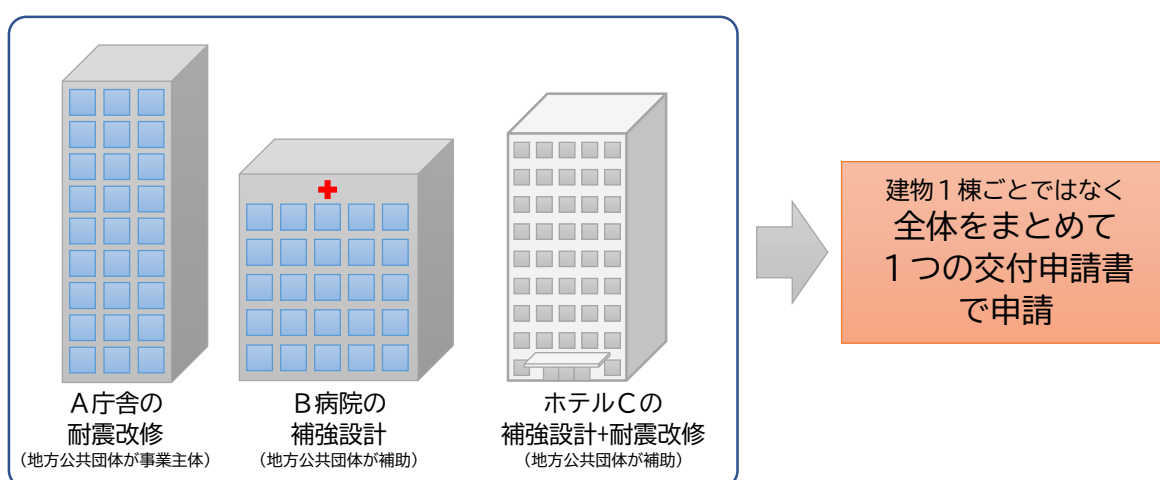 A庁舎の
耐震改修
（地方公共団体が事業主体）
B病院の
補強設計
（地方公共団体が補助）
ホテルCの
補強設計+耐震改修
（地方公共団体が補助）
建物１棟ごとではなく
全体をまとめて
１つの交付申請書
で申請